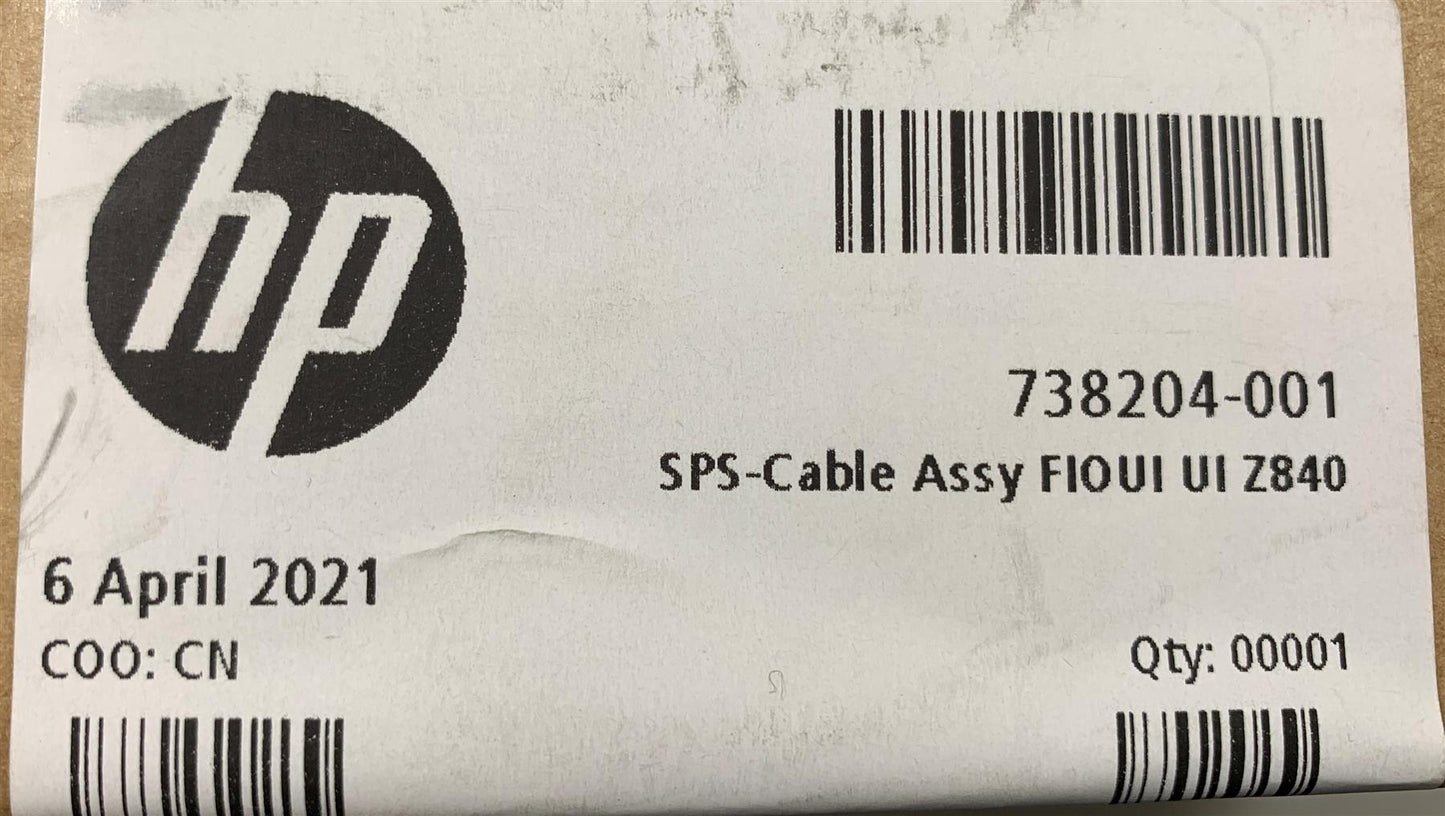 hp
738204-001
SPS-Cable Assy FIOUI UI Z840
6 April 2021
COO: CN
Qty: 00001